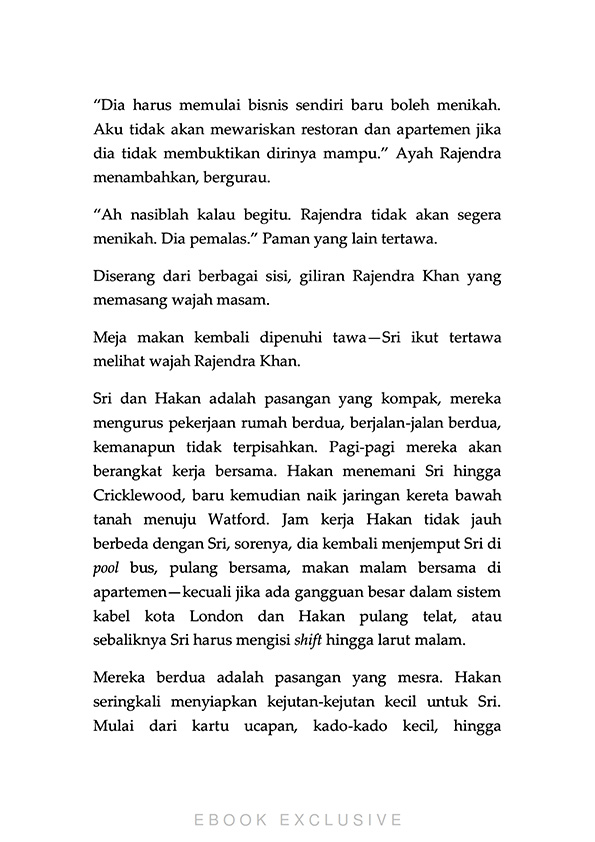 “Dia harus memulai bisnis sendiri baru boleh menikah.
Aku tidak akan mewariskan restoran dan apartemen jika
dia tidak membuktikan dirinya mampu.” Ayah Rajendra
menambahkan, bergurau.
“Ah nasiblah kalau begitu. Rajendra tidak akan segera
menikah. Dia pemalas.” Paman yang lain tertawa.
Diserang dari berbagai sisi, giliran Rajendra Khan yang
memasang wajah masam.
Meja makan kembali dipenuhi tawa—Sri ikut tertawa
melihat wajah Rajendra Khan.
Sri dan Hakan adalah pasangan yang kompak, mereka
mengurus pekerjaan rumah berdua, berjalan-jalan berdua,
kemanapun tidak terpisahkan. Pagi-pagi mereka akan
berangkat kerja bersama. Hakan menemani Sri hingga
Cricklewood, baru kemudian naik jaringan kereta bawah
tanah menuju Watford. Jam kerja Hakan tidak jauh
berbeda dengan Sri, sorenya, dia kembali menjemput Sri di
pool bus, pulang bersama, makan malam bersama di
apartemen—kecuali jika ada gangguan besar dalam sistem
kabel kota London dan Hakan pulang telat, atau
sebaliknya Sri harus mengisi shift hingga larut malam.
Mereka berdua adalah pasangan yang mesra. Hakan
seringkali menyiapkan kejutan-kejutan kecil untuk Sri.
Mulai dari kartu ucapan, kado-kado kecil, hingga
EBOOK EXCLUSIVE